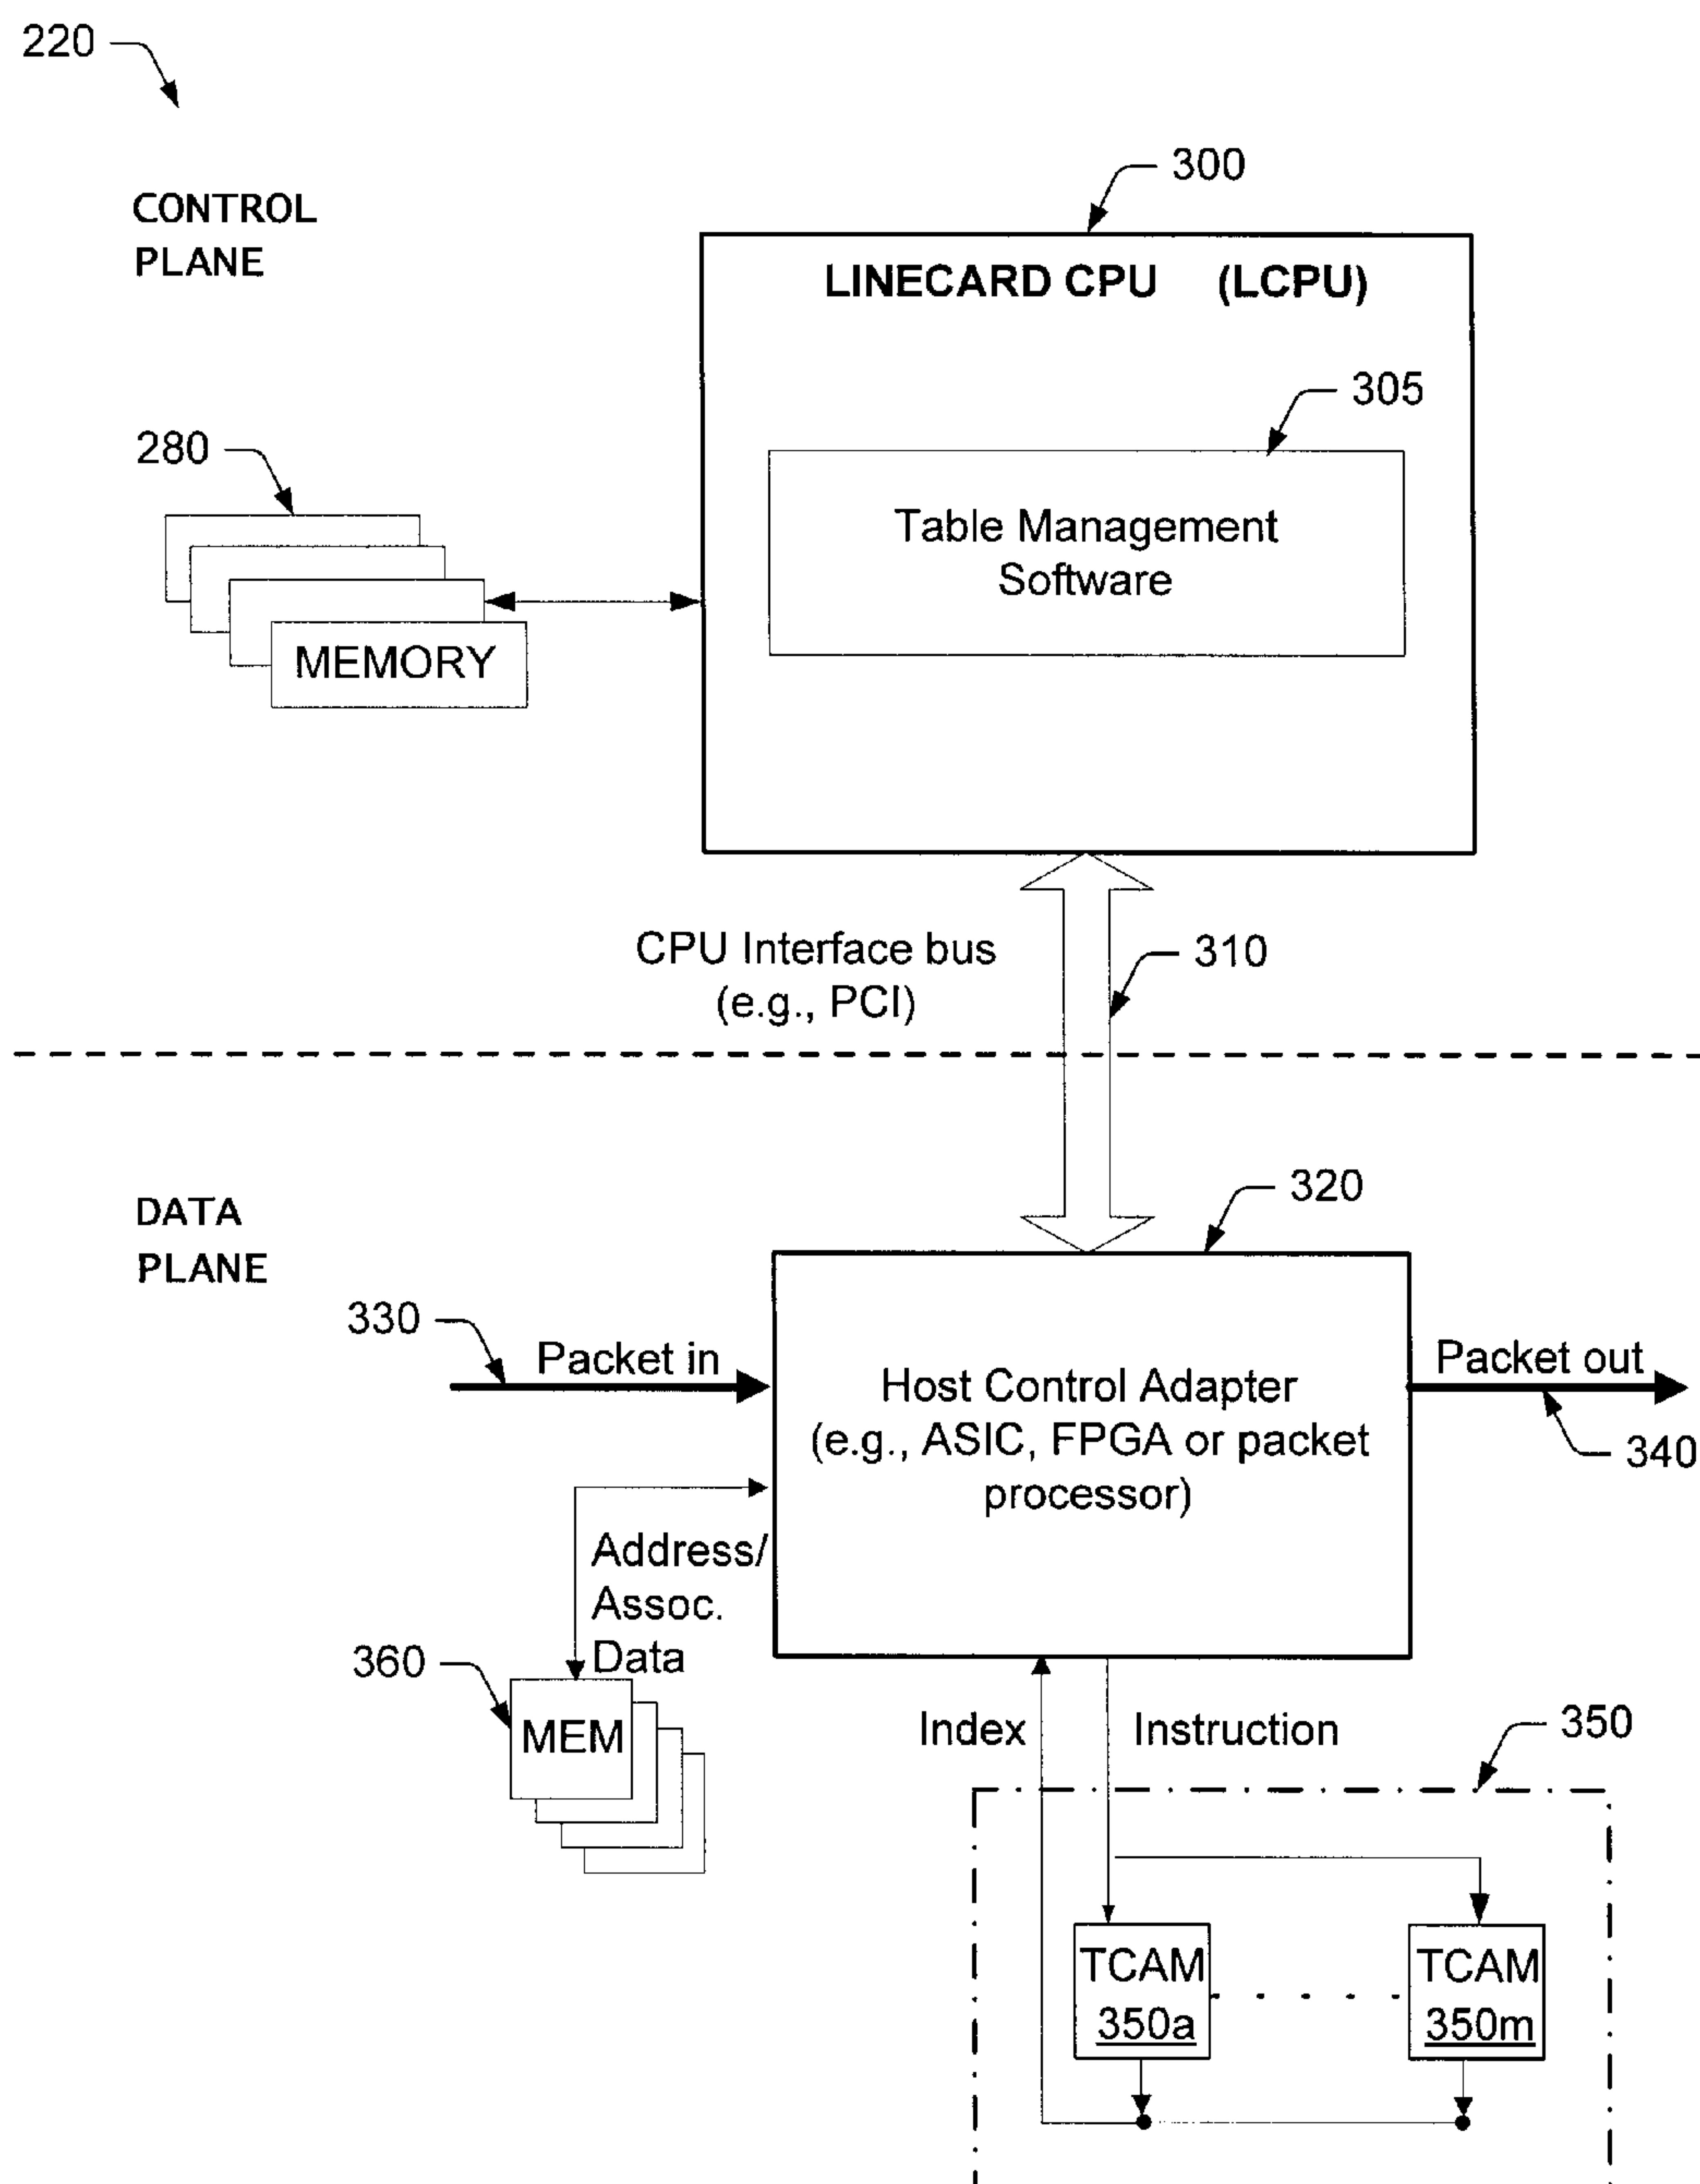 220
CONTROL
PLANE
300
LINECARD CPU (LCPU)
305
Table Management
Software
280
MEMORY
CPU Interface bus
(e.g., PCI)
310
DATA
PLANE
320
330
Packet in
Host Control Adapter
(e.g., ASIC, FPGA or packet
processor)
Packet out
340
Address/
Assoc.
Data
360
MEM
Index
Instruction
350
TCAM
350a
TCAM
350m